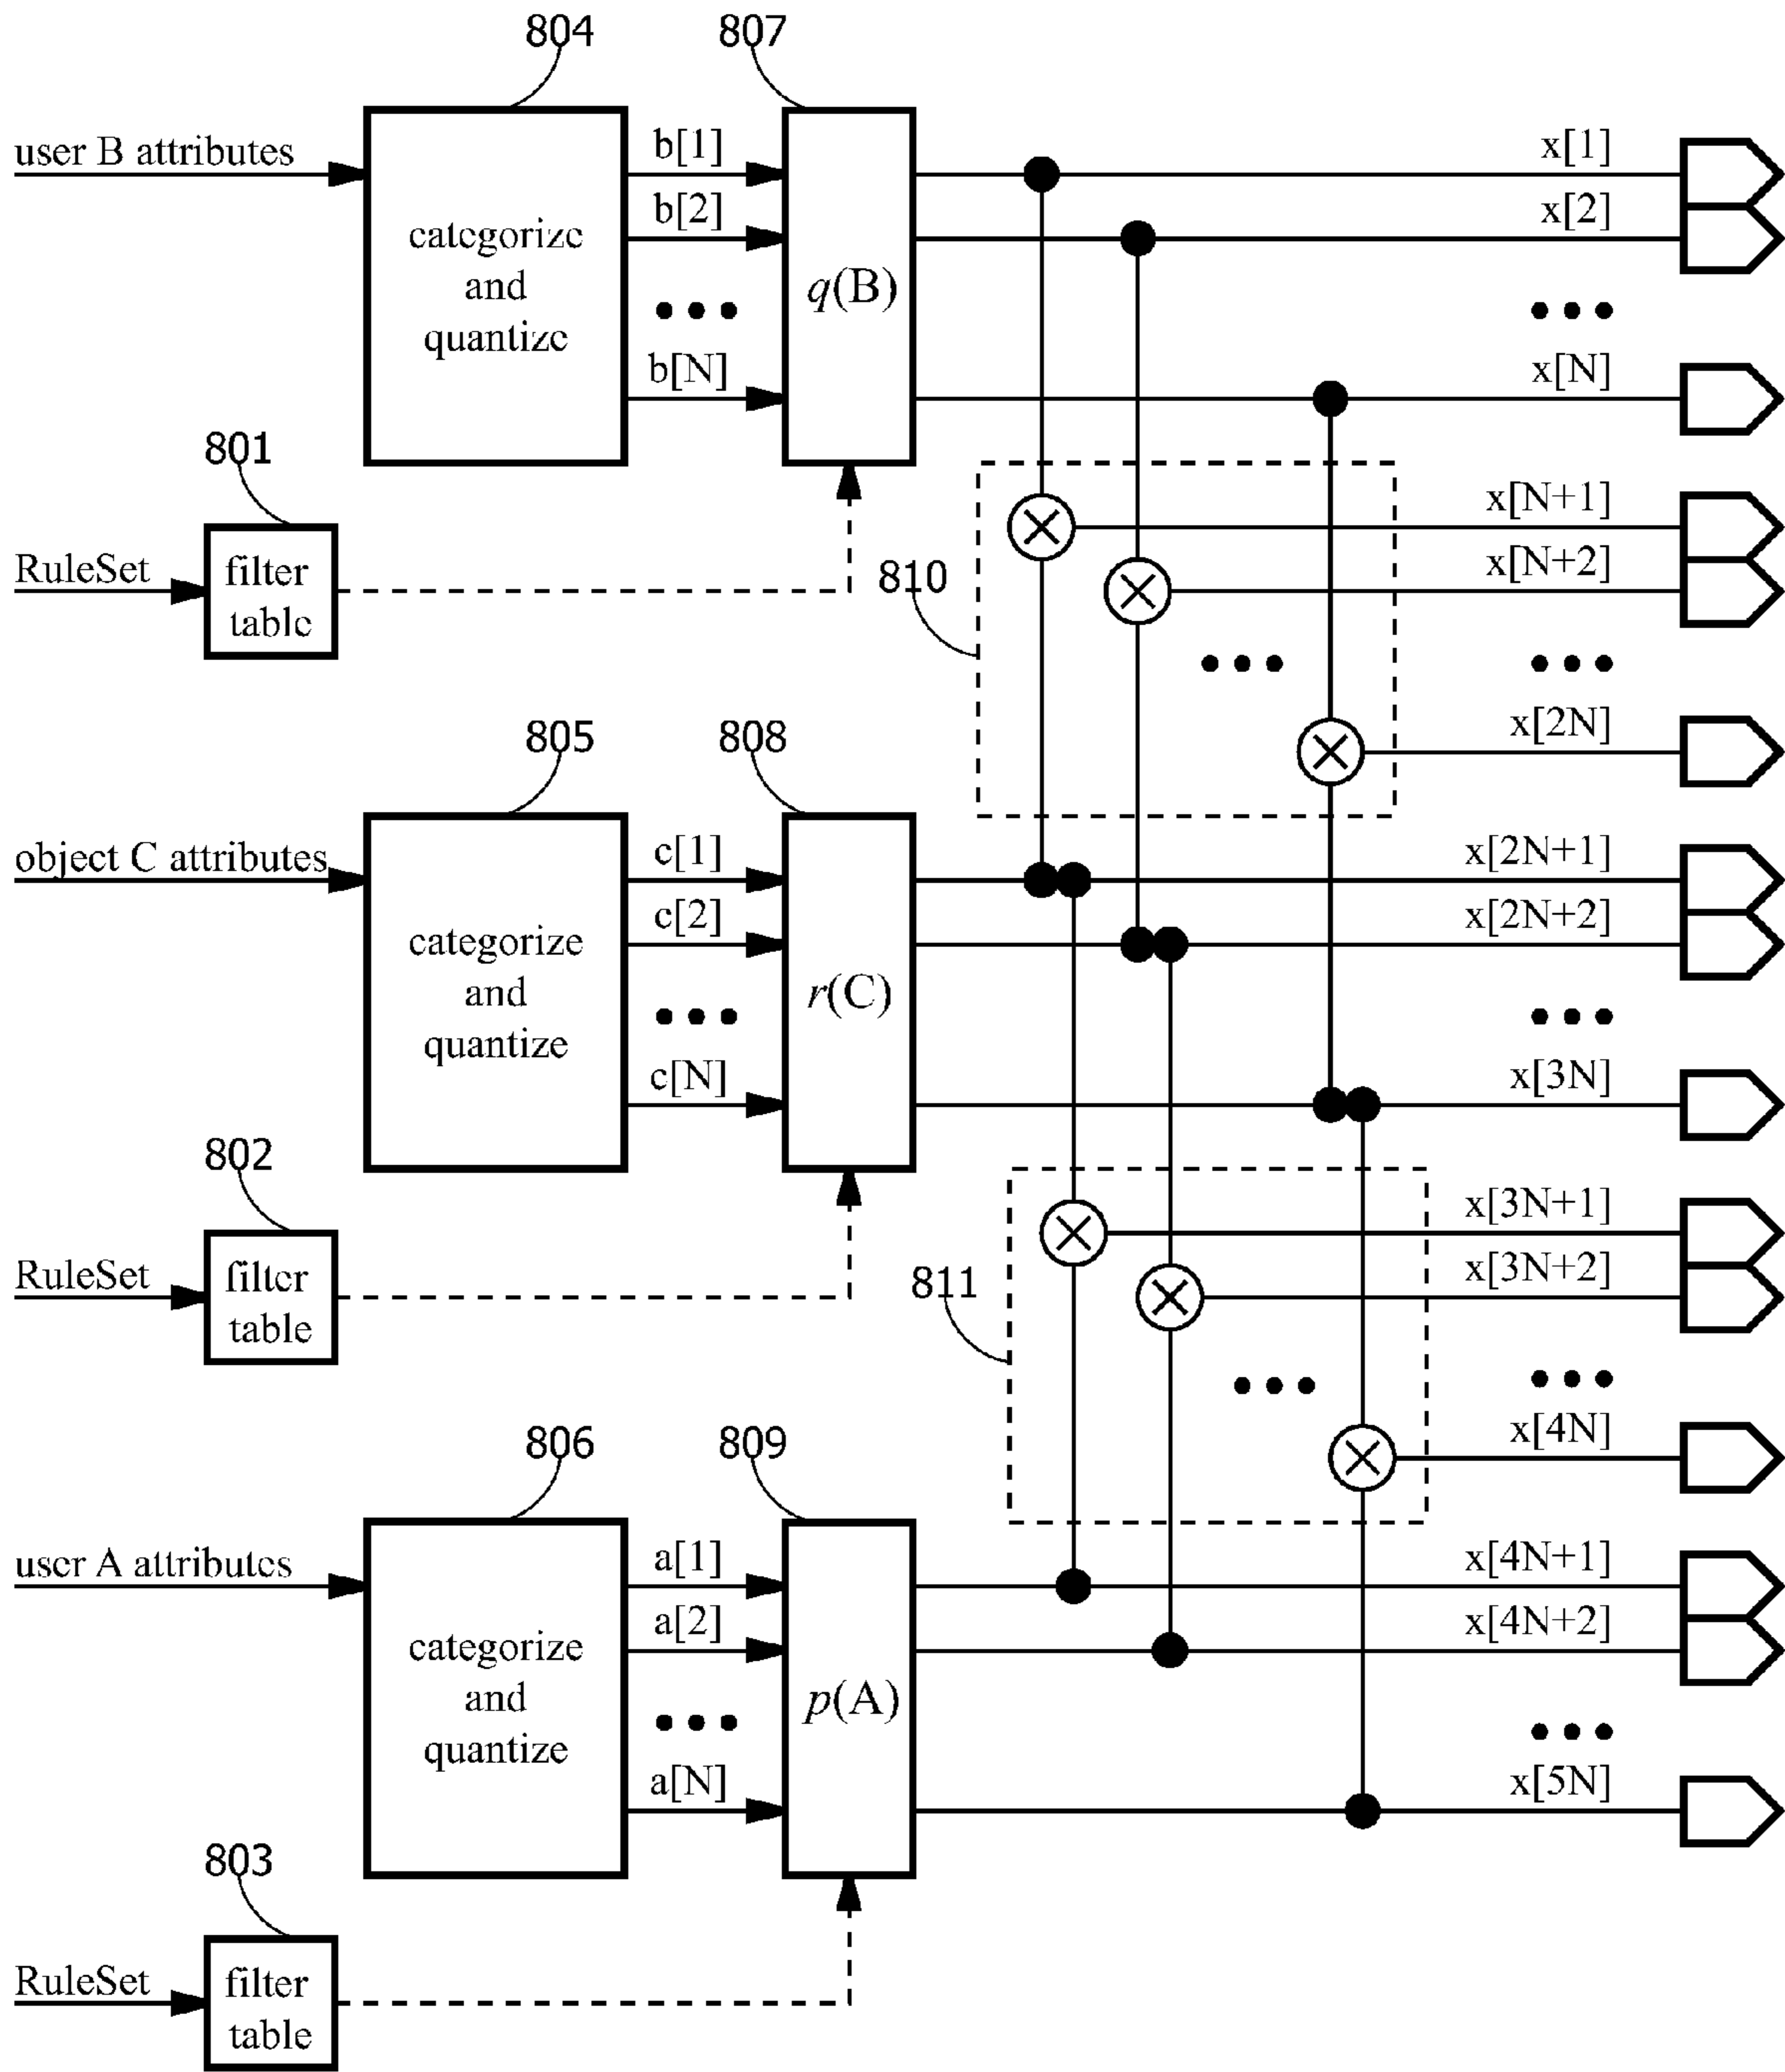 804
807
user B attributes
categorize
and
quantize
b[1]
b[2]
b[N]
q(B)
x[1]
x[2]
x[N]
801
RuleSet
filter
table
810
x[N+1]
x[N+2]
x[2N]
805
808
object C attributes
categorize
and
quantize
c[1]
c[2]
c[N]
r(C)
x[2N+1]
x[2N+2]
x[3N]
802
RuleSet
filter
table
811
x[3N+1]
x[3N+2]
x[4N]
806
809
user A attributes
categorize
and
quantize
a[1]
a[2]
a[N]
p(A)
x[4N+1]
x[4N+2]
x[5N]
803
RuleSet
filter
table